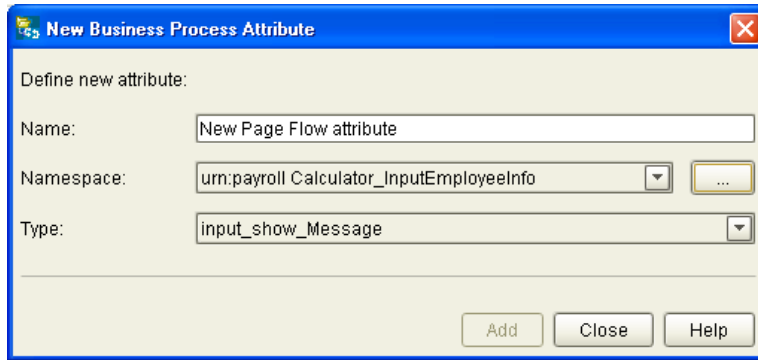 New Business Process Attribute
Define new attribute:
Name: New Page Flow attribute
Namespace: urn:payroll Calculator_InputEmployeeInfo ...
Type: input_show_Message
Add Close Help